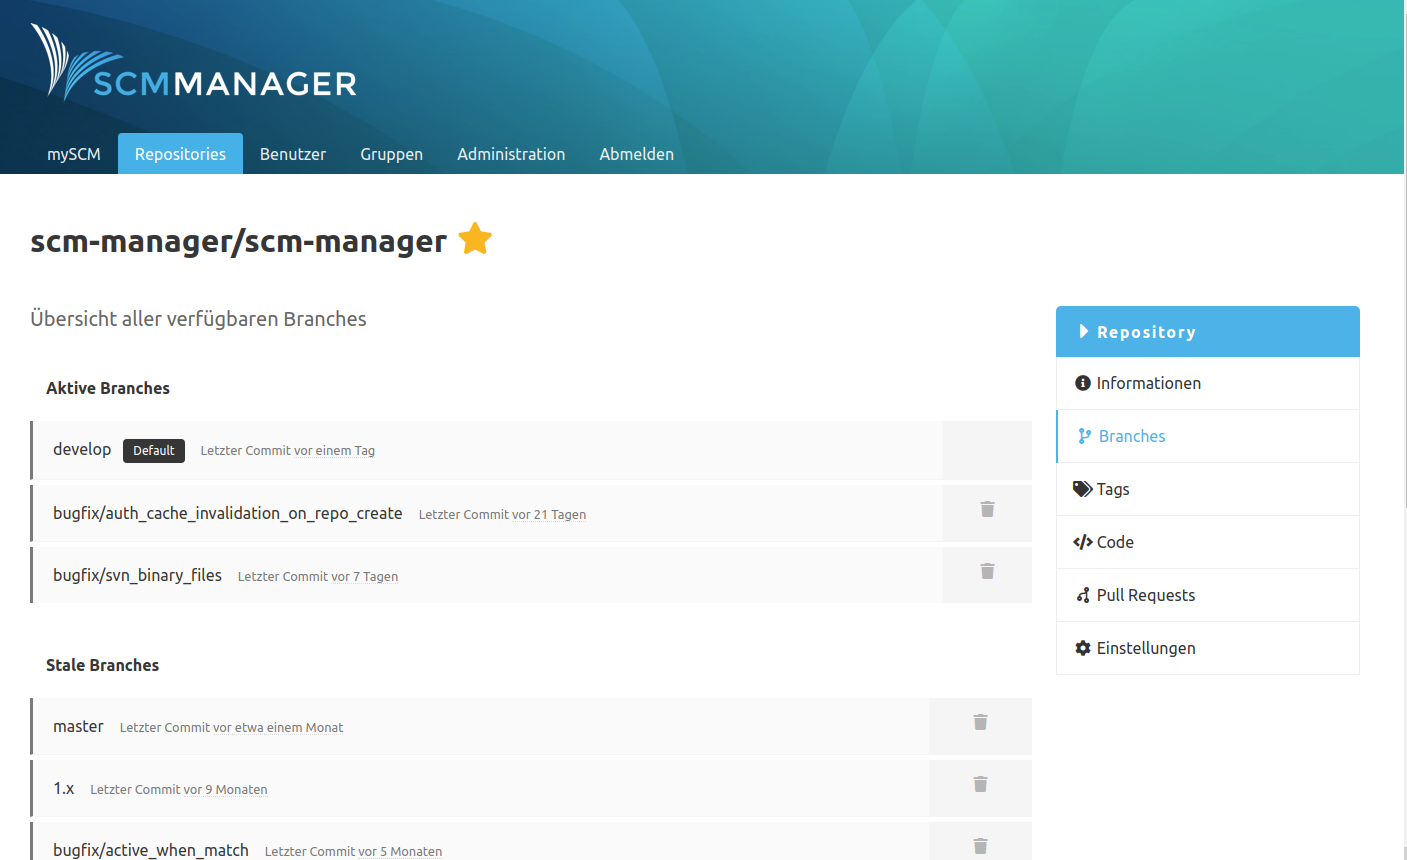 SCMMANAGER
mySCM Repositories Benutzer Gruppen Administration Abmelden
scm-manager/scm-manager
Übersicht aller verfügbaren Branches
Aktive Branches
develop Default Letzter Commit vor einem Tag
bugfix/auth_cache_invalidation_on_repo_create Letzter Commit vor 21 Tagen
bugfix/svn_binary_files Letzter Commit vor 7 Tagen
Stale Branches
master Letzter Commit vor etwa einem Monat
1.x Letzter Commit vor 9 Monaten
bugfix/active_when_match Letzter Commit vor 5 Monaten
Repository
Informationen
Branches
Tags
Code
Pull Requests
Einstellungen